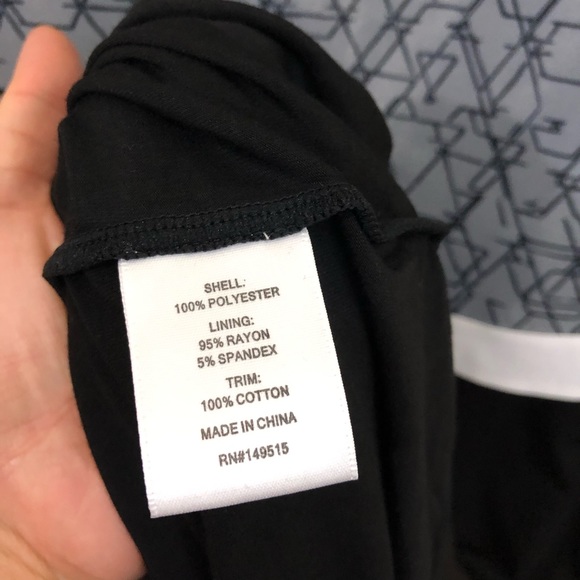 SHELL:
100% POLYESTER
LINING:
95% RAYON
5% SPANDEX
TRIM:
100% COTTON
MADE IN CHINA
RN#149515